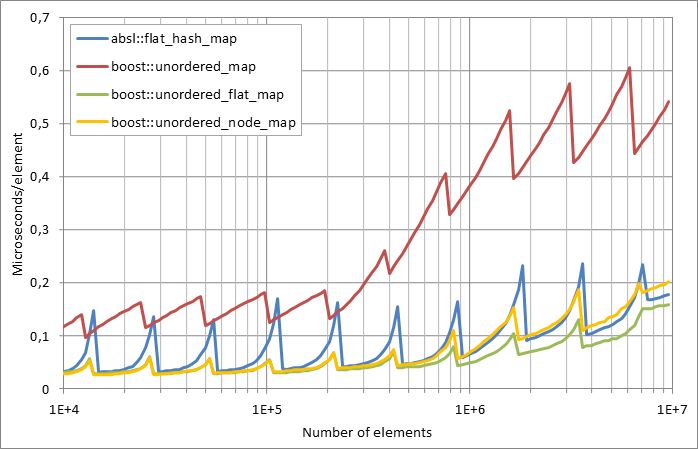 0,7
0,6
0,5
0,4
0,3
0,2
0,1
0
Microseconds/element
absl::flat_hash_map
boost::unordered_map
boost::unordered_flat_map
boost::unordered_node_map
1E+4 1E+5 1E+6 1E+7
Number of elements